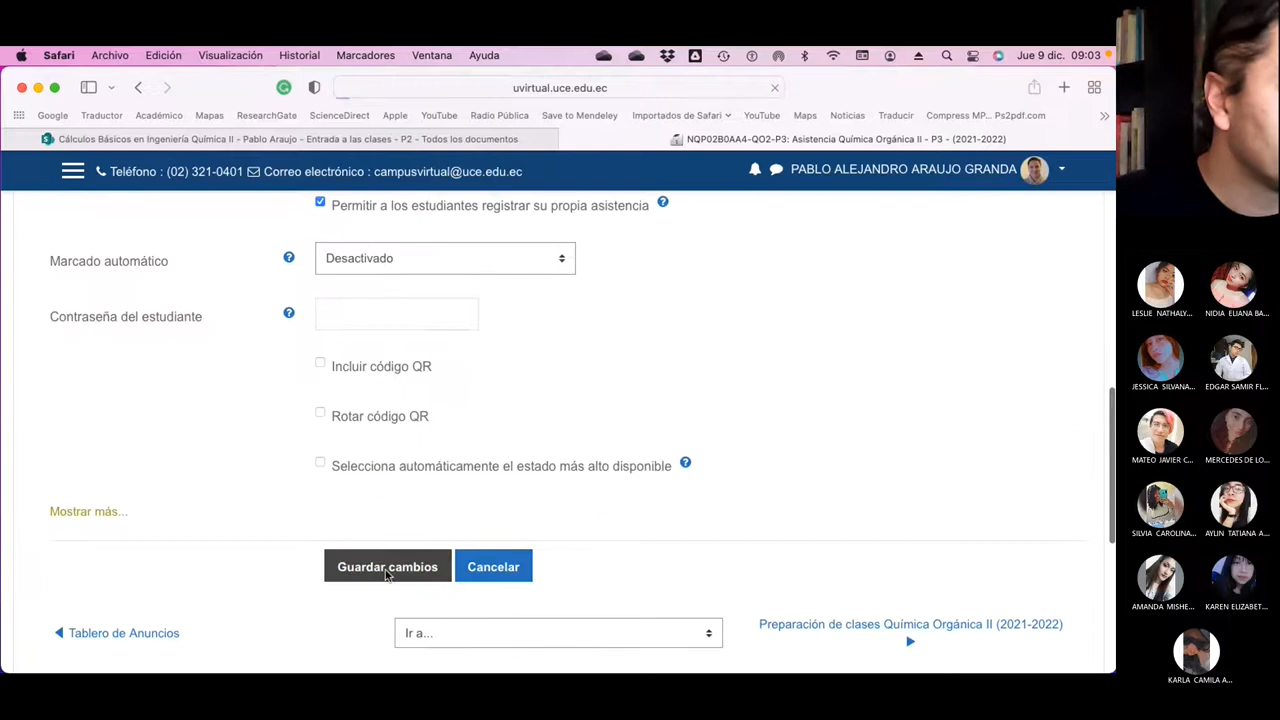 Safari Archivo Edición Visualización Historial Marcadores Ventana Ayuda Jue 9 dic. 09:03
uvirtual.uce.edu.ec
Google Traductor Académico Mapas ResearchGate ScienceDirect Apple YouTube Radio Pública Save to Mendeley Importados de Safari YouTube Maps Noticias Traducir Compress MP... Ps2pdf.com
Cálculos Básicos en Ingeniería Química II - Pablo Araujo - Entrada a las clases - P2 - Todos los documentos
NQP02B0AA4-QO2-P3: Asistencia Química Orgánica II - P3 - (2021-2022)
Teléfono : (02) 321-0401 Correo electrónico : campusvirtual@uce.edu.ec
PABLO ALEJANDRO ARAUJO GRANDA
Permitir a los estudiantes registrar su propia asistencia
Marcado automático
Desactivado
Contraseña del estudiante
Incluir código QR
Rotar código QR
Selecciona automáticamente el estado más alto disponible
Mostrar más...
Guardar cambios
Cancelar
Tablero de Anuncios
Ir a...
Preparación de clases Química Orgánica II (2021-2022)
LESLIE NATHALY...
NIDIA ELIANA BA...
JESSICA SILVANA...
EDGAR SAMIR FL...
MATEO JAVIER C...
MERCEDES DE LO...
SILVIA CAROLINA...
AYLIN TATIANA A...
AMANDA MISHE...
KAREN ELIZABET...
KARLA CAMILA A...